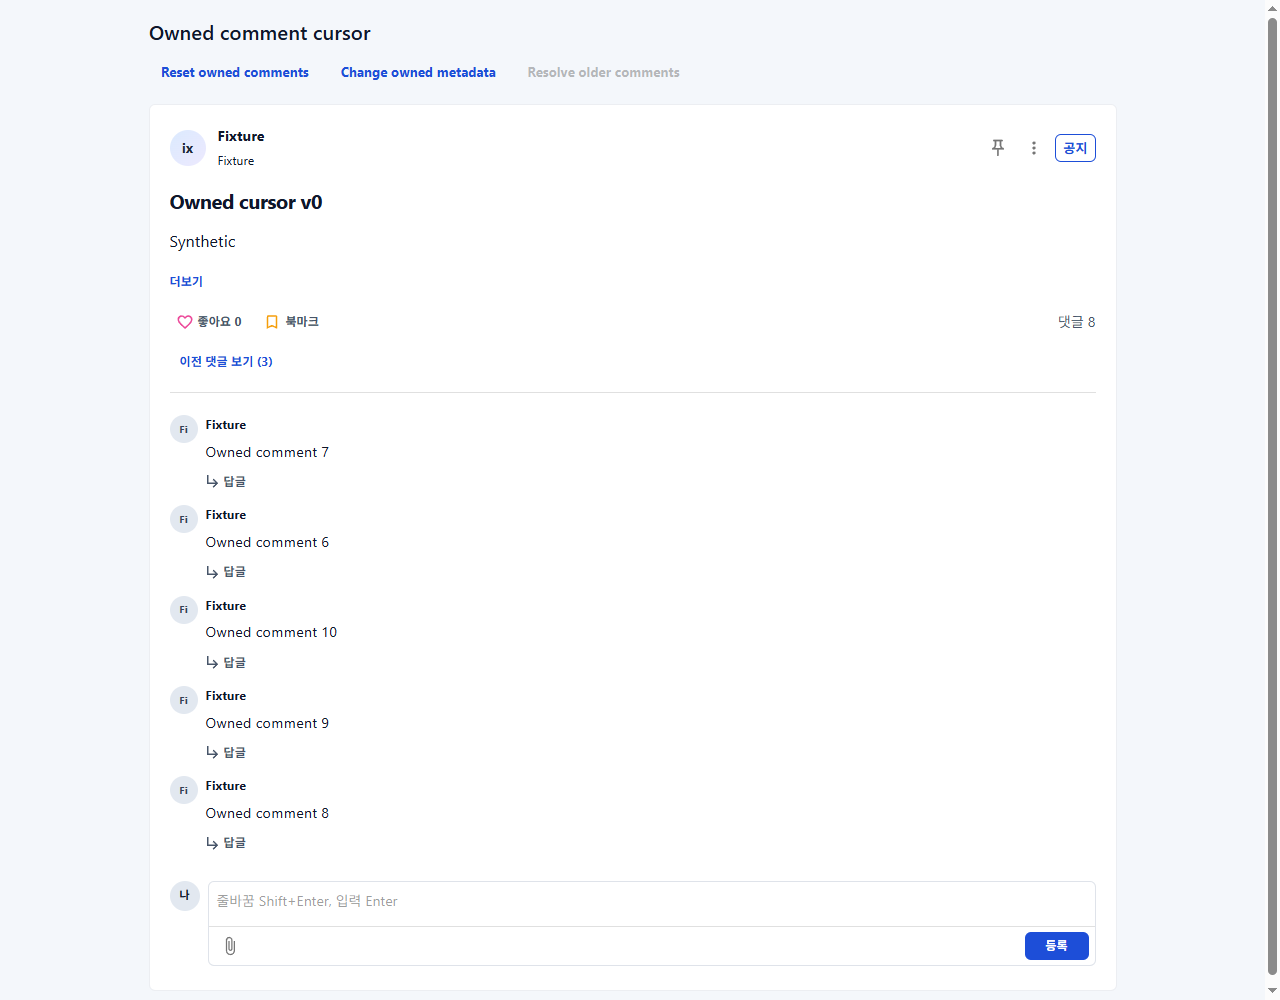 Owned comment cursor
Reset owned comments Change owned metadata Resolve older comments
ix
Fixture
Fixture
공지
Owned cursor v0
Synthetic
더보기
좋아요 0 북마크 댓글 8
이전 댓글 보기 (3)
Fi Fixture
Owned comment 7
답글
Fi Fixture
Owned comment 6
답글
Fi Fixture
Owned comment 10
답글
Fi Fixture
Owned comment 9
답글
Fi Fixture
Owned comment 8
답글
나 줄바꿈 Shift+Enter, 입력 Enter
등록